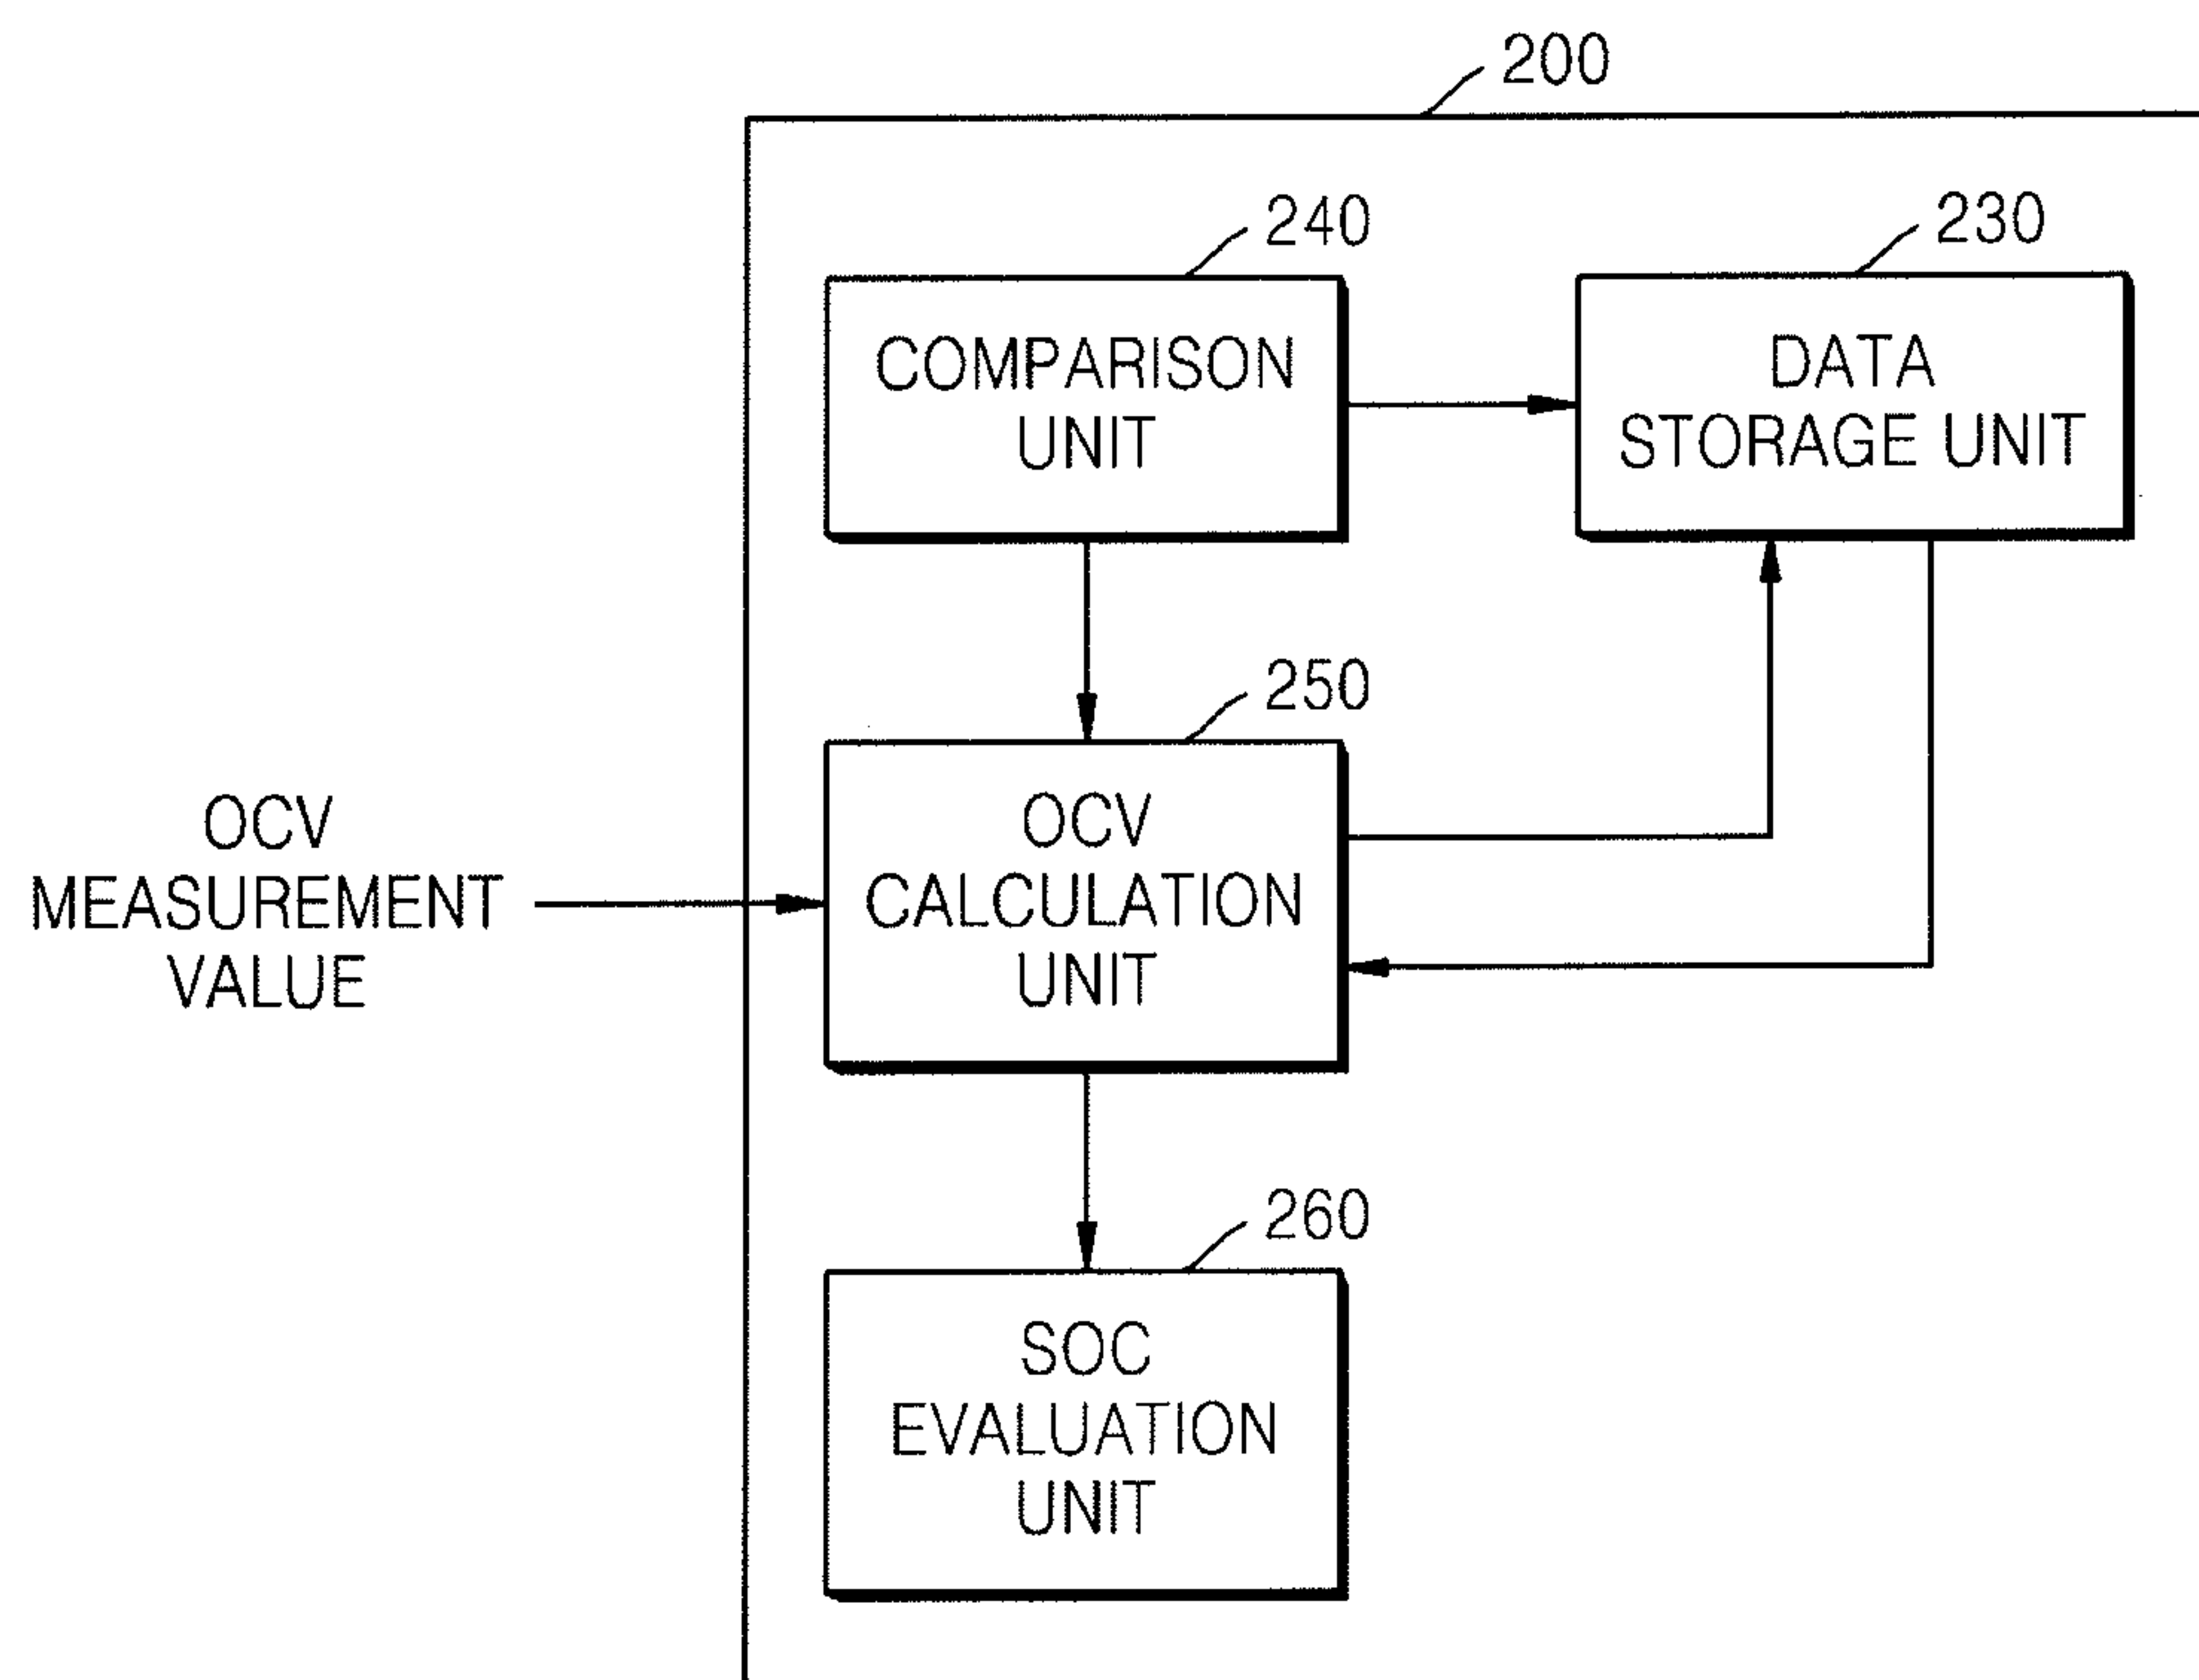 200
240
230
COMPARISON
UNIT
DATA
STORAGE UNIT
250
OCV
MEASUREMENT
VALUE
OCV
CALCULATION
UNIT
260
SOC
EVALUATION
UNIT